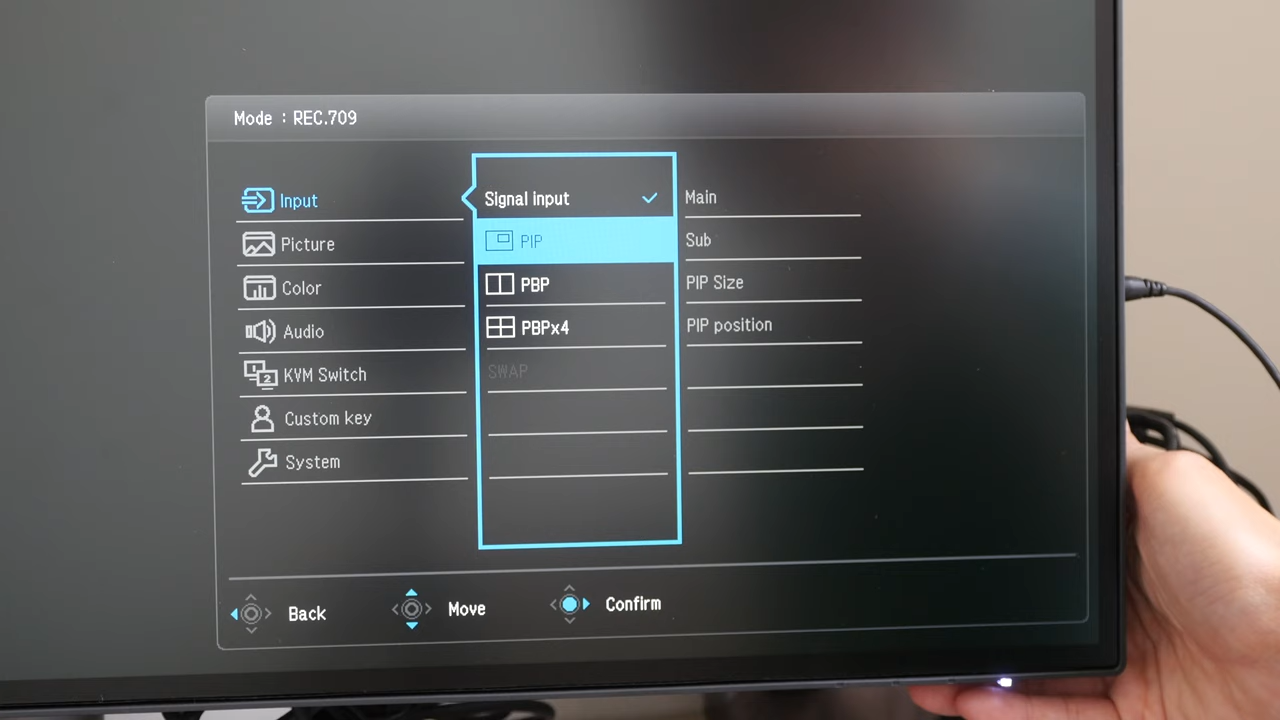 Mode : REC.709
Input
Picture
Color
Audio
KVM Switch
Custom key
System
Signal input
PIP
PBP
PBPx4
SWAP
Main
Sub
PIP Size
PIP position
Back
Move
Confirm